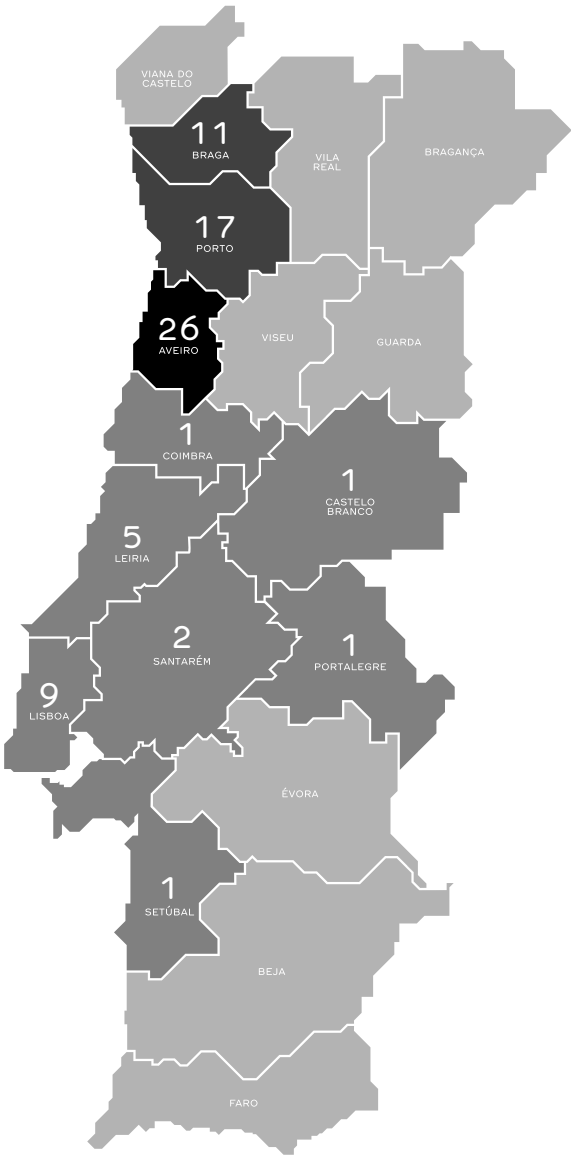 VIANA DO
CASTELO
11
BRAGA
VILA
REAL
BRAGANÇA
17
PORTO
26
AVEIRO
VISEU
GUARDA
1
COIMBRA
1
CASTELO
BRANCO
5
LEIRIA
2
SANTARÉM
1
PORTALEGRE
9
LISBOA
ÉVORA
1
SETÚBAL
BEJA
FARO